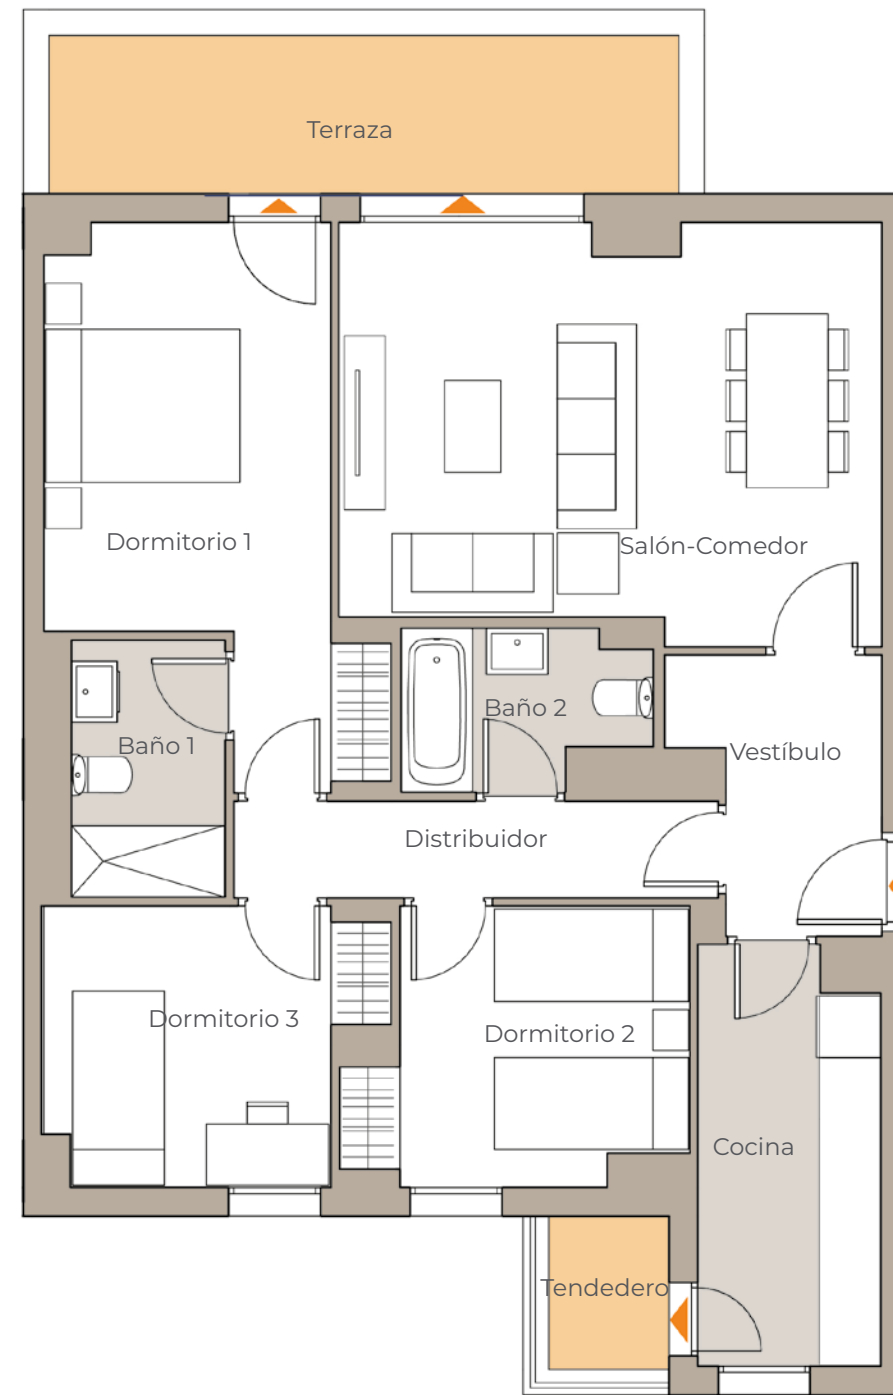 Terraza
Dormitorio 1
Salón-Comedor
Baño 1
Baño 2
Vestíbulo
Distribuidor
Dormitorio 3
Dormitorio 2
Cocina
Tendedero